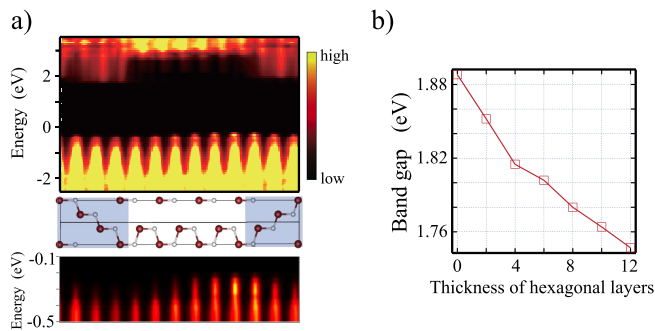 a)
Energy (eV)
2
0
-2
high
low
Energy (eV)
-0.1
-0.5
b)
Band gap (eV)
1.88
1.82
1.76
0
4
8
12
Thickness of hexagonal layers